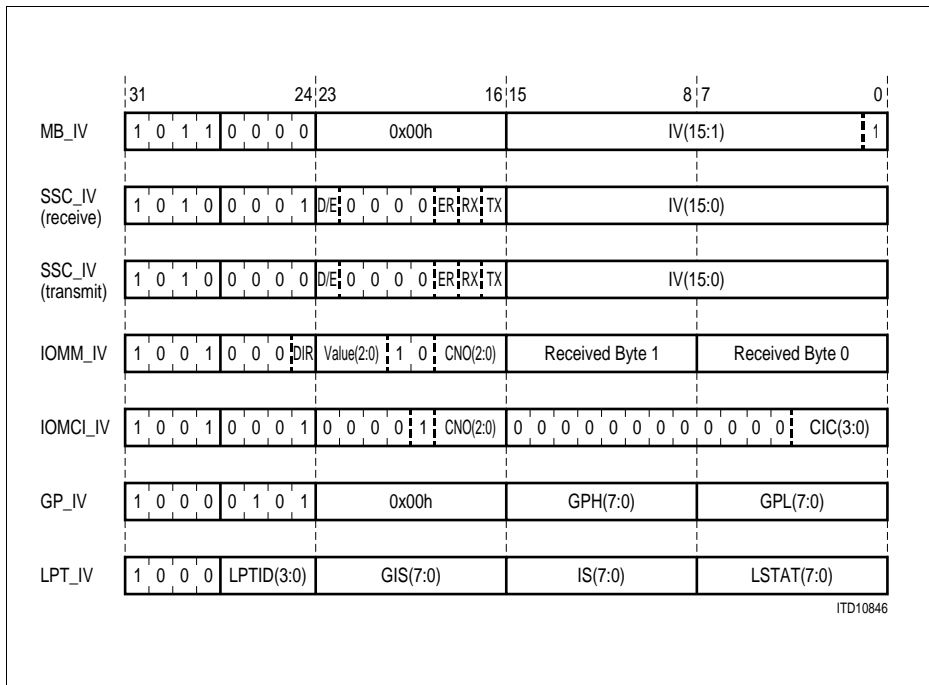 31 24 23 16 15 8 7 0
MB_IV 1 0 1 1 0 0 0 0 0x00h IV(15:1) 1
SSC_IV
(receive) 1 0 1 0 0 0 0 1 D/E 0 0 0 0 ER RX TX IV(15:0)
SSC_IV
(transmit) 1 0 1 0 0 0 0 0 D/E 0 0 0 0 ER RX TX IV(15:0)
IOMM_IV 1 0 0 1 0 0 0 DIR Value(2:0) 1 0 CNO(2:0) Received Byte 1 Received Byte 0
IOMCI_IV 1 0 0 1 0 0 0 1 0 0 0 0 1 CNO(2:0) 0 0 0 0 0 0 0 0 0 0 0 0 CIC(3:0)
GP_IV 1 0 0 0 0 1 0 1 0x00h GPH(7:0) GPL(7:0)
LPT_IV 1 0 0 0 LPTID(3:0) GIS(7:0) IS(7:0) LSTAT(7:0)
ITD10846